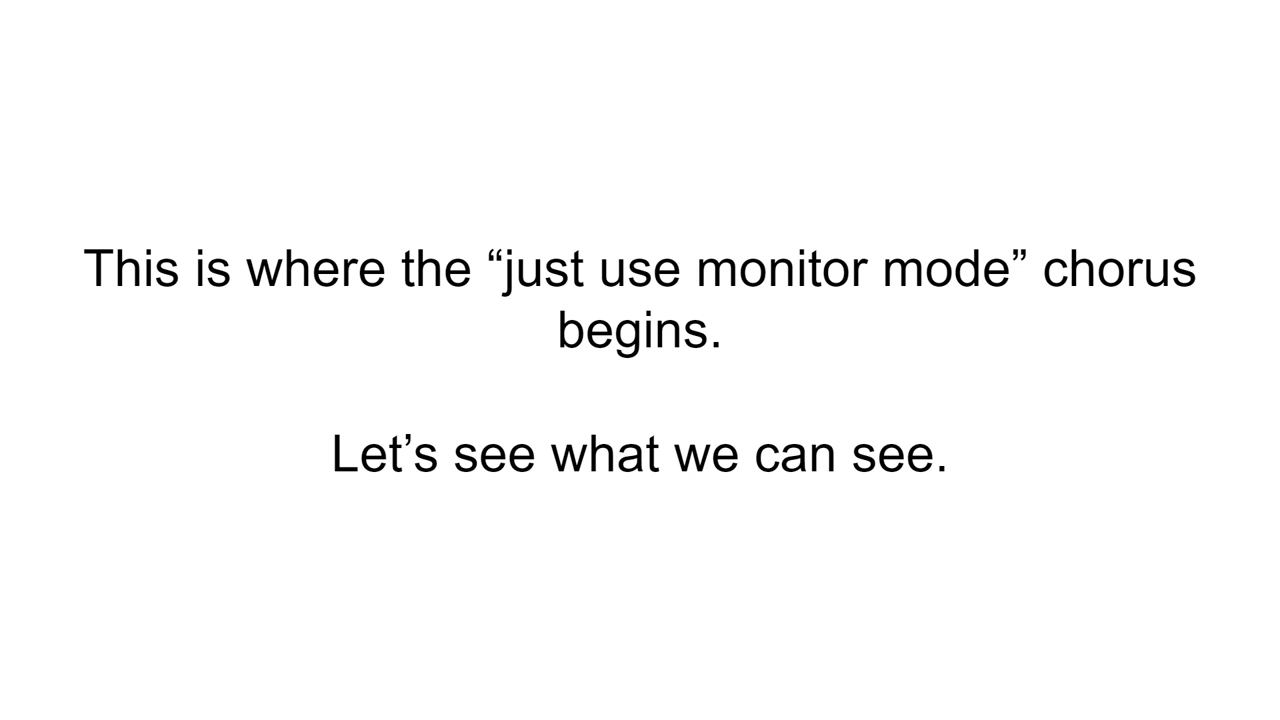 This is where the “just use monitor mode” chorus
begins.
Let’s see what we can see.